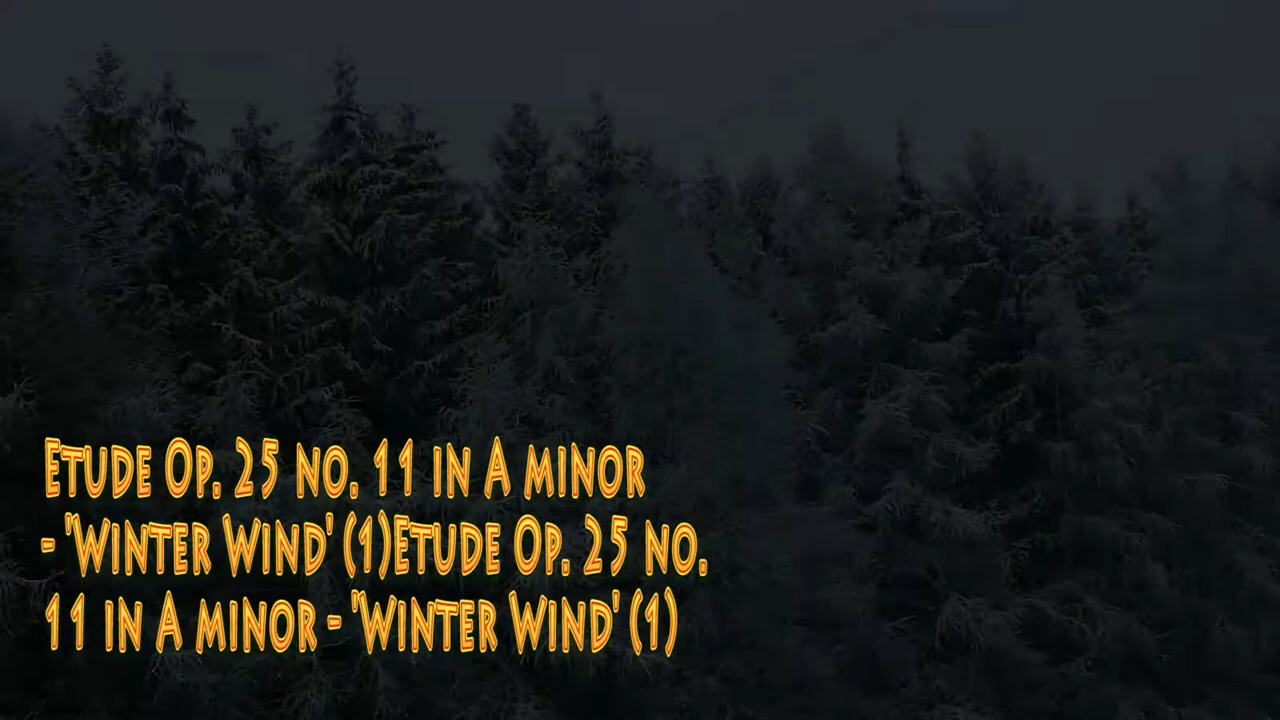 Etude Op. 25 no. 11 in A minor
- 'Winter Wind' (1)Etude Op. 25 no.
11 in A minor - 'Winter Wind' (1)